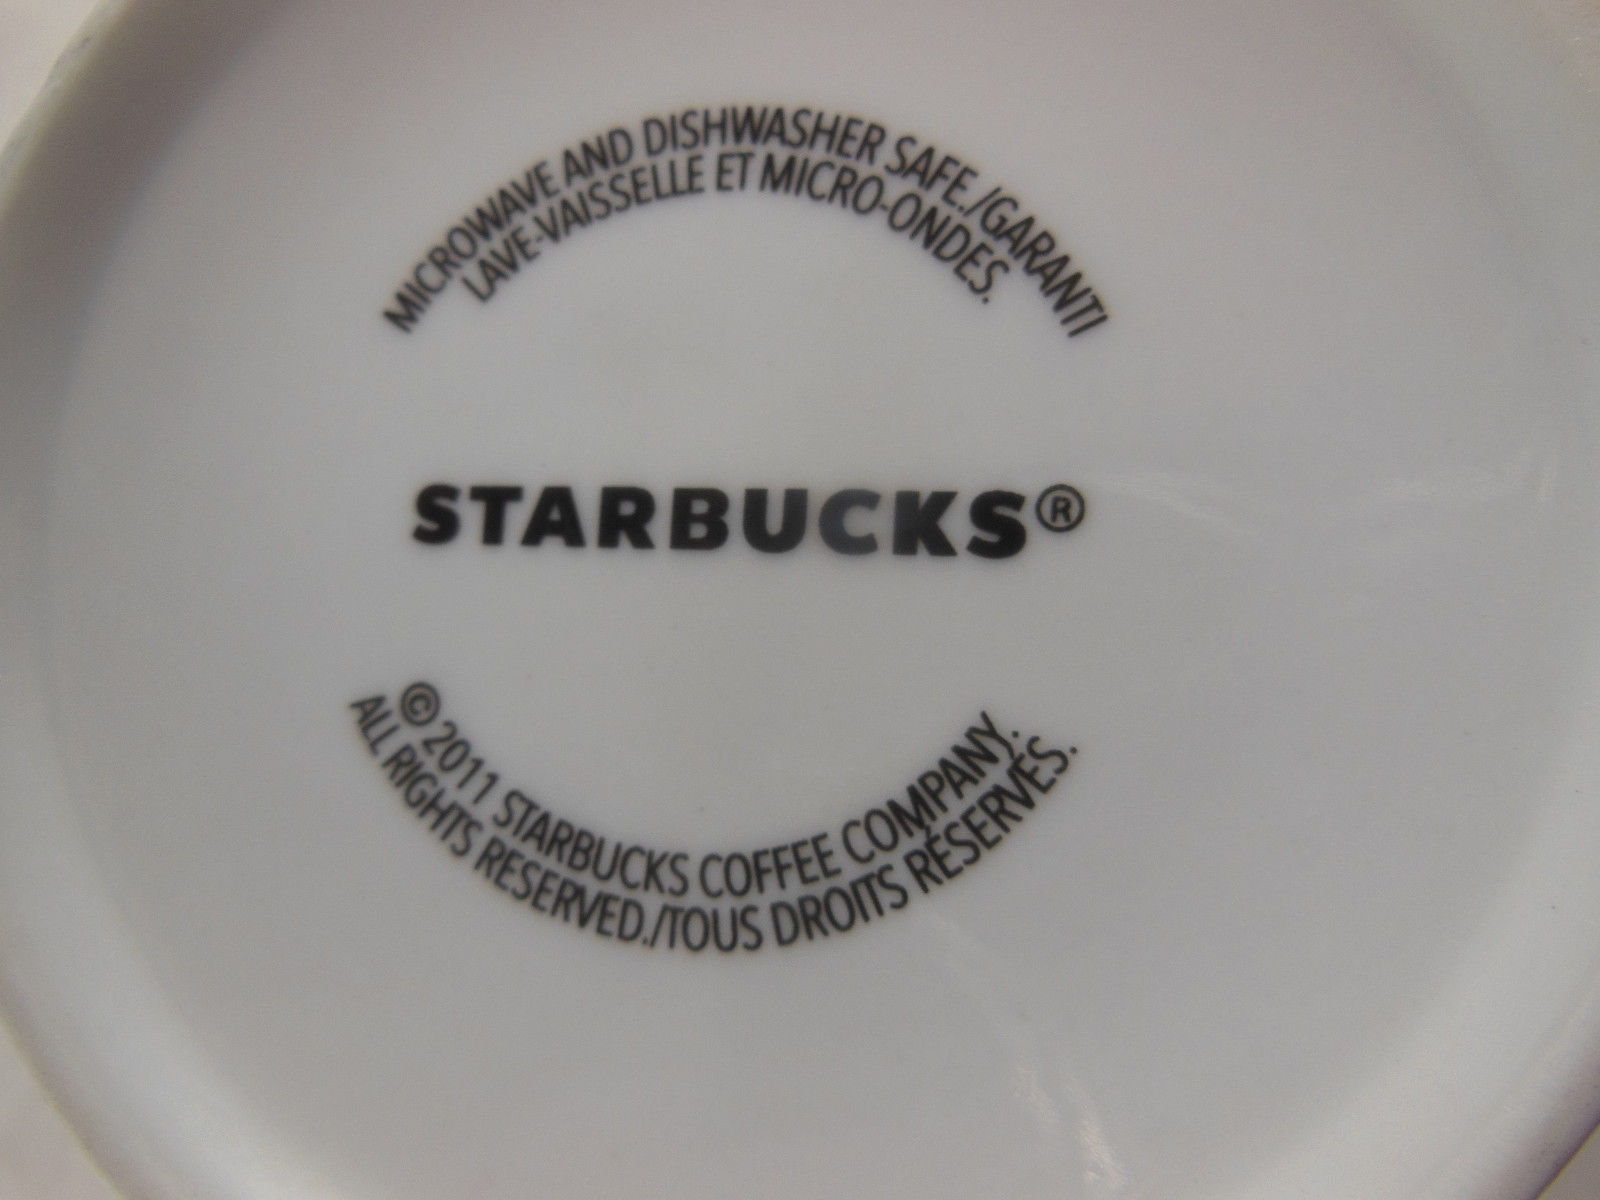 MICROWAVE AND DISHWASHER SAFE./GARANTI
LAVE-VAISSELLE ET MICRO-ONDES.
STARBUCKS®
© 2011 STARBUCKS COFFEE COMPANY.
ALL RIGHTS RESERVED./TOUS DROITS RÉSERVÉS.